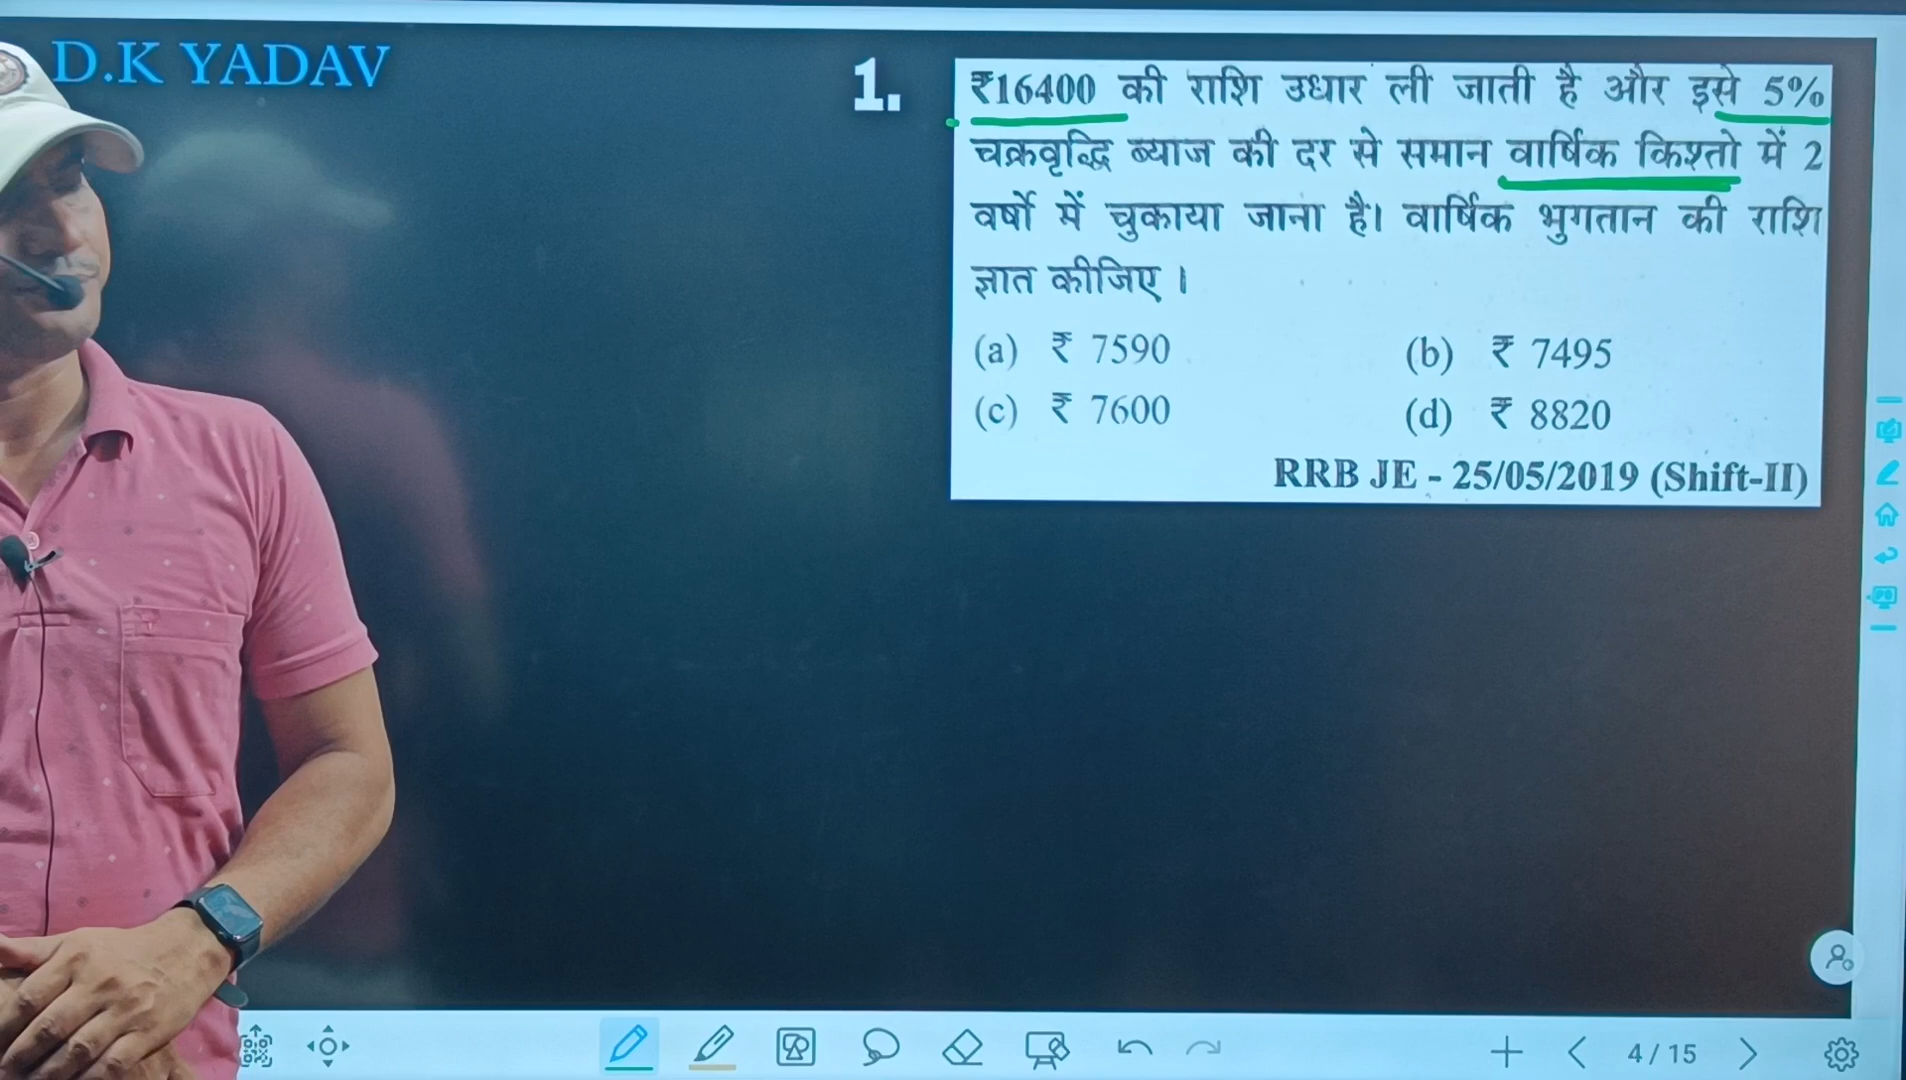 D.K YADAV
1.
₹16400 की राशि उधार ली जाती है और इसे 5%
चक्रवृद्धि ब्याज की दर से समान वार्षिक किश्तो में 2
वर्षो में चुकाया जाना है। वार्षिक भुगतान की राशि
ज्ञात कीजिए ।
(a) ₹ 7590 (b) ₹ 7495
(c) ₹ 7600 (d) ₹ 8820
RRB JE - 25/05/2019 (Shift-II)
4 / 15